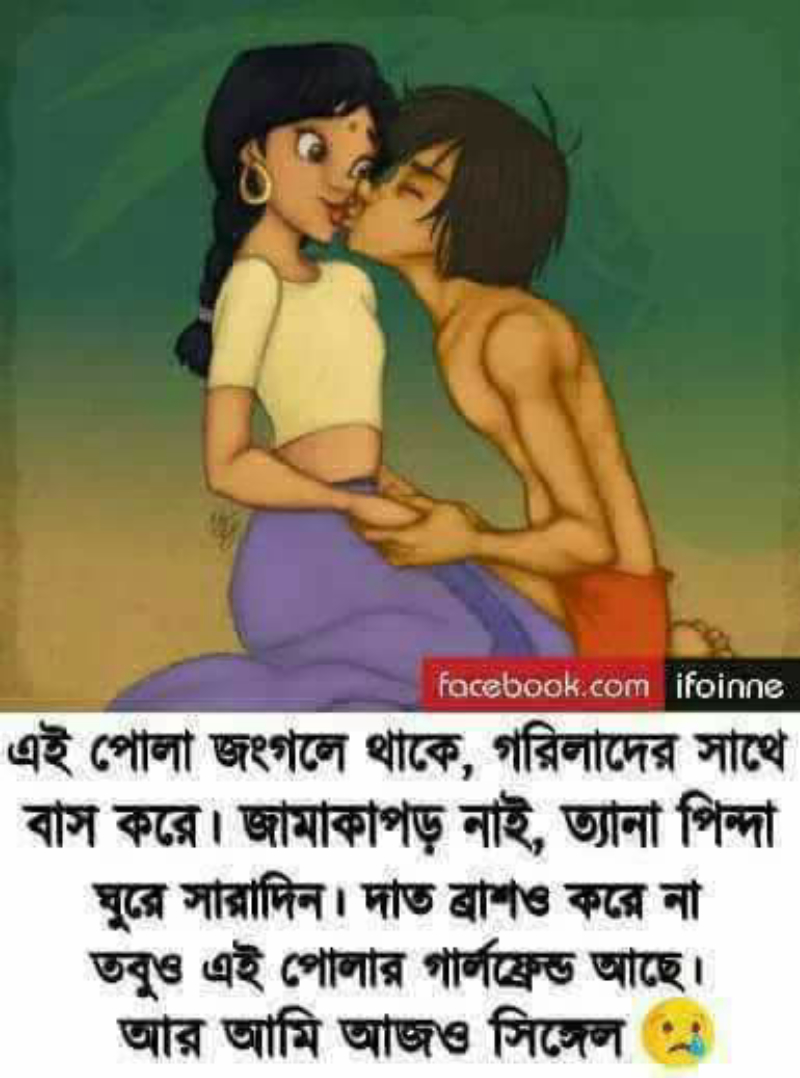 facebook.com ifoinne
এই পোলা জংগলে থাকে, গরিলাদের সাথে
বাস করে। জামাকাপড় নাই, ত্যানা পিন্দা
ঘুরে সারাদিন। দাত ব্রাশও করে না
তবুও এই পোলার গার্লফ্রেন্ড আছে।
আর আমি আজও সিঙ্গেল 😢